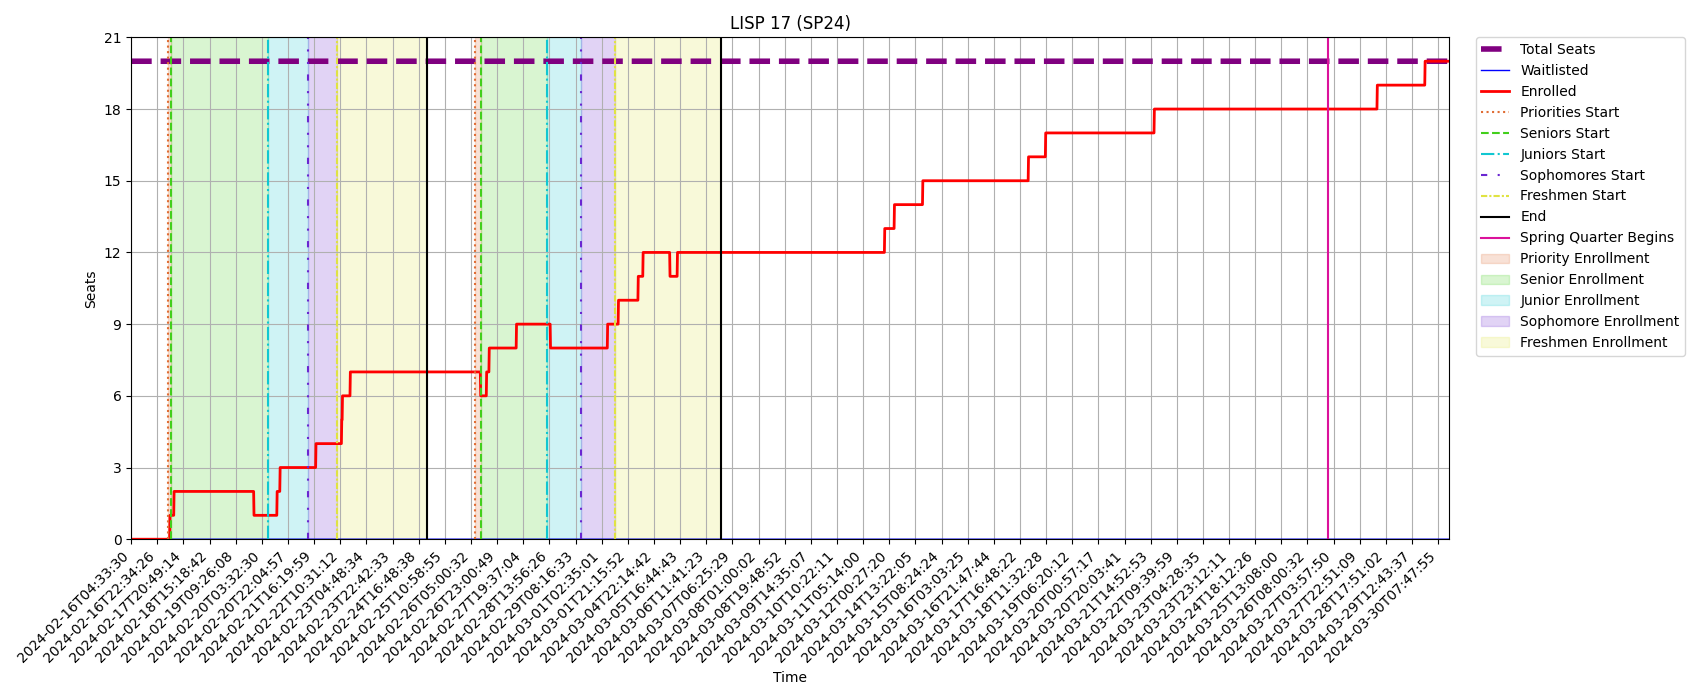 LISP 17 (SP24)
21
18
15
12
9
6
3
0
Seats
2024-02-16T04:33:30
2024-02-16T22:34:26
2024-02-17T20:49:14
2024-02-18T15:18:42
2024-02-19T09:26:08
2024-02-20T03:32:30
2024-02-20T22:04:57
2024-02-21T16:19:59
2024-02-22T10:31:12
2024-02-23T04:48:34
2024-02-23T22:42:33
2024-02-24T16:48:38
2024-02-25T10:58:55
2024-02-26T05:00:32
2024-02-26T23:00:49
2024-02-27T19:37:04
2024-02-28T13:56:26
2024-02-29T08:16:33
2024-03-01T02:35:01
2024-03-01T21:15:52
2024-03-04T22:14:42
2024-03-05T16:44:43
2024-03-06T11:41:23
2024-03-07T06:25:29
2024-03-08T01:00:02
2024-03-08T19:48:52
2024-03-09T14:35:07
2024-03-10T10:22:11
2024-03-11T05:14:00
2024-03-12T00:27:20
2024-03-14T13:22:05
2024-03-15T08:24:24
2024-03-16T03:03:25
2024-03-16T21:47:44
2024-03-17T16:48:22
2024-03-18T11:32:28
2024-03-19T06:20:12
2024-03-20T00:57:17
2024-03-20T20:03:41
2024-03-21T14:52:53
2024-03-22T09:39:59
2024-03-23T04:28:35
2024-03-23T23:12:11
2024-03-24T18:12:26
2024-03-25T13:08:00
2024-03-26T08:00:32
2024-03-27T03:57:50
2024-03-27T22:51:09
2024-03-28T17:51:02
2024-03-29T12:43:37
2024-03-30T07:47:55
Time
Total Seats
Waitlisted
Enrolled
Priorities Start
Seniors Start
Juniors Start
Sophomores Start
Freshmen Start
End
Spring Quarter Begins
Priority Enrollment
Senior Enrollment
Junior Enrollment
Sophomore Enrollment
Freshmen Enrollment